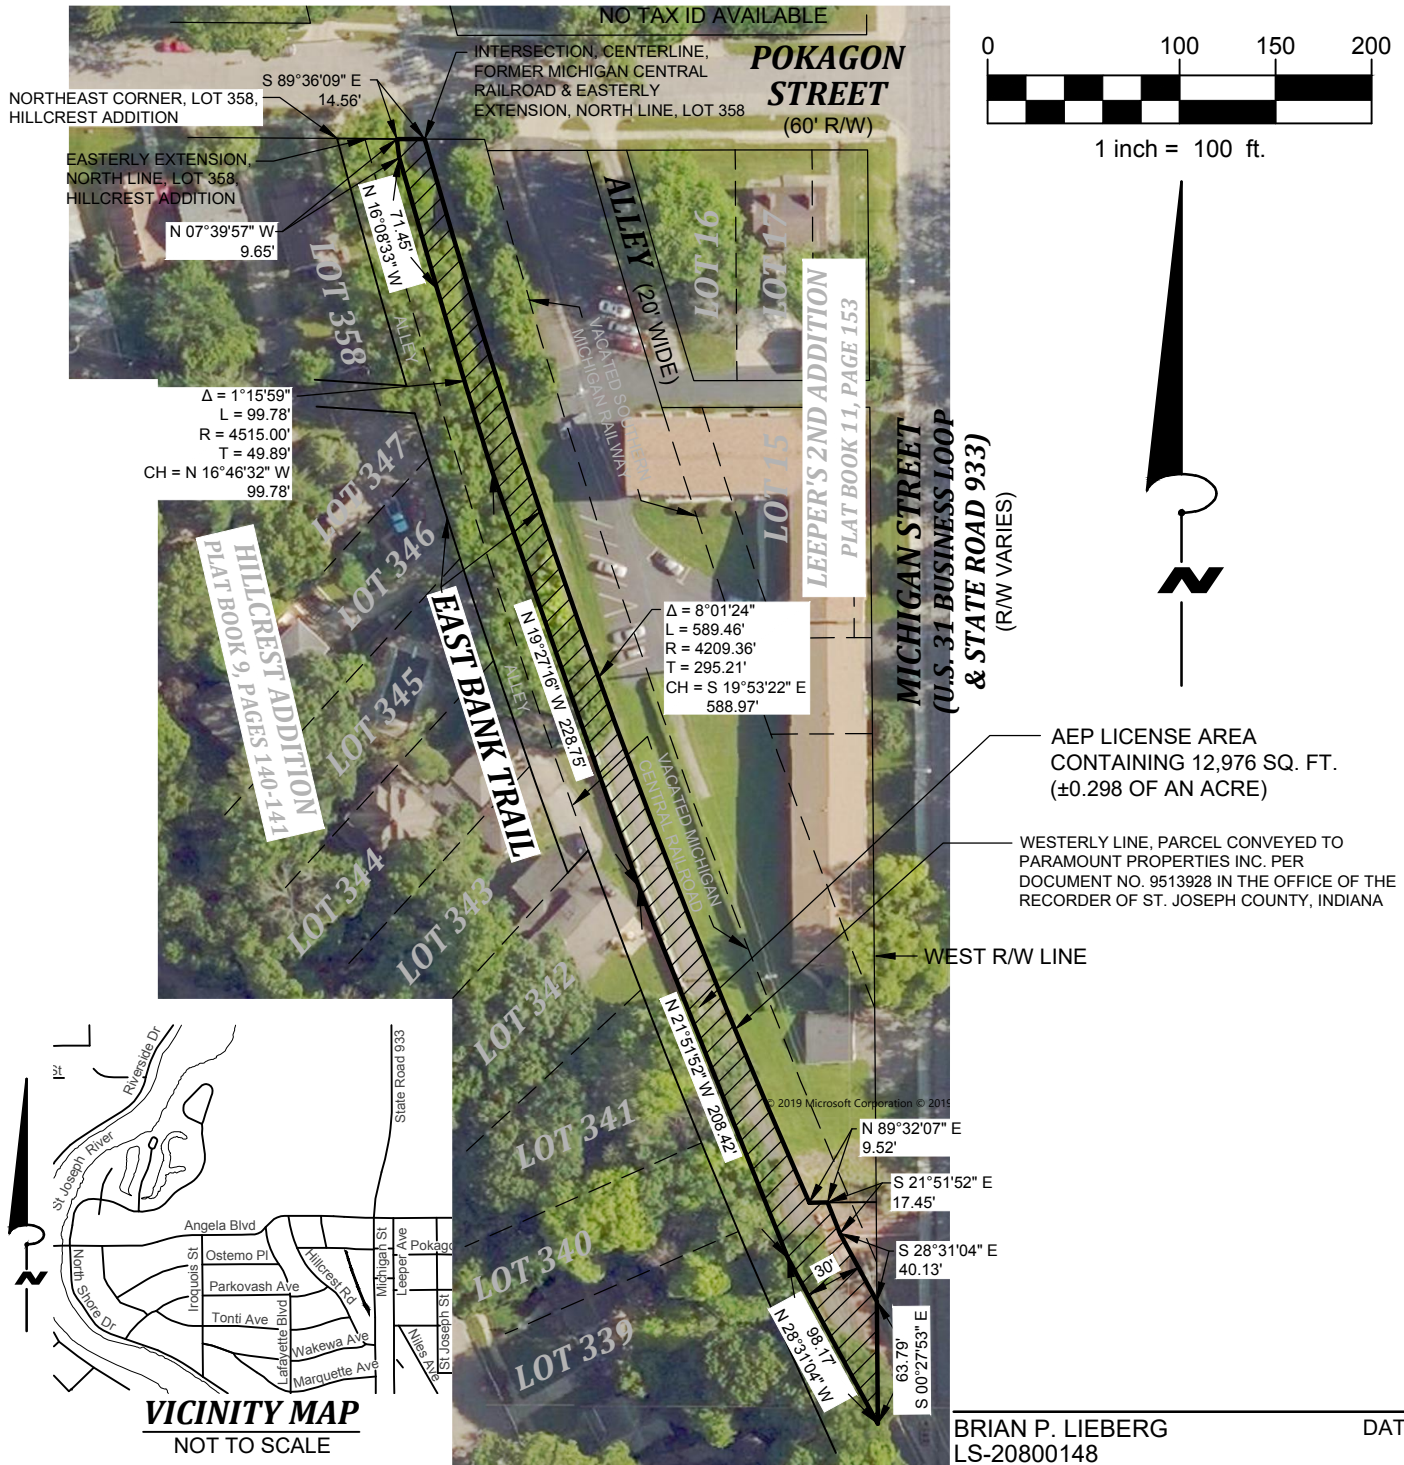 NO TAX ID AVAILABLE
POKAGON
STREET
(60' R/W)
INTERSECTION, CENTERLINE,
FORMER MICHIGAN CENTRAL
RAILROAD & EASTERLY
EXTENSION, NORTH LINE, LOT 358
S 89°36'09" E
14.56'
NORTHEAST CORNER, LOT 358,
HILLCREST ADDITION
EASTERLY EXTENSION,
NORTH LINE, LOT 358,
HILLCREST ADDITION
N 07°39'57" W
9.65'
71.45'
N 16°08'33" W
0 100 150 200
1 inch = 100 ft.
LOT 358
ALLEY
ALLEY (20' WIDE)
LOT 16
LOT 17
VACATED SOUTHERN
MICHIGAN RAILWAY
LEEPER'S 2ND ADDITION
PLAT BOOK 11, PAGE 153
LOT 15
MICHIGAN STREET
(U.S. 31 BUSINESS LOOP
& STATE ROAD 933)
(R/W VARIES)
Δ = 1°15'59"
L = 99.78'
R = 4515.00'
T = 49.89'
CH = N 16°46'32" W
99.78'
LOT 347
LOT 346
HILLCREST ADDITION
PLAT BOOK 9, PAGES 140-141
LOT 345
EAST BANK TRAIL
ALLEY
N 19°27'16" W 228.75'
Δ = 8°01'24"
L = 589.46'
R = 4209.36'
T = 295.21'
CH = S 19°53'22" E
588.97'
N
VACATED MICHIGAN
CENTRAL RAILROAD
AEP LICENSE AREA
CONTAINING 12,976 SQ. FT.
(±0.298 OF AN ACRE)
WESTERLY LINE, PARCEL CONVEYED TO
PARAMOUNT PROPERTIES INC. PER
DOCUMENT NO. 9513928 IN THE OFFICE OF THE
RECORDER OF ST. JOSEPH COUNTY, INDIANA
WEST R/W LINE
LOT 344
LOT 343
LOT 342
N 21°51'52" W 208.42'
LOT 341
© 2019 Microsoft Corporation © 2019
N 89°32'07" E
9.52'
S 21°51'52" E
17.45'
S 28°31'04" E
40.13'
LOT 340
30'
98.17'
N 28°31'04" W
63.79'
S 00°27'53" E
LOT 339
St
Riverside Dr
State Road 933
St Joseph River
Angela Blvd
Ostemo Pl
Parkovash Ave
Tonti Ave
Iroquois St
North Shore Dr
Lafayette Blvd
Hillcrest Rd
Wakewa Ave
Marquette Ave
Michigan St
Leeper Ave
Pokago
Niles Ave
St Joseph St
N
VICINITY MAP
NOT TO SCALE
BRIAN P. LIEBERG
LS-20800148
DAT